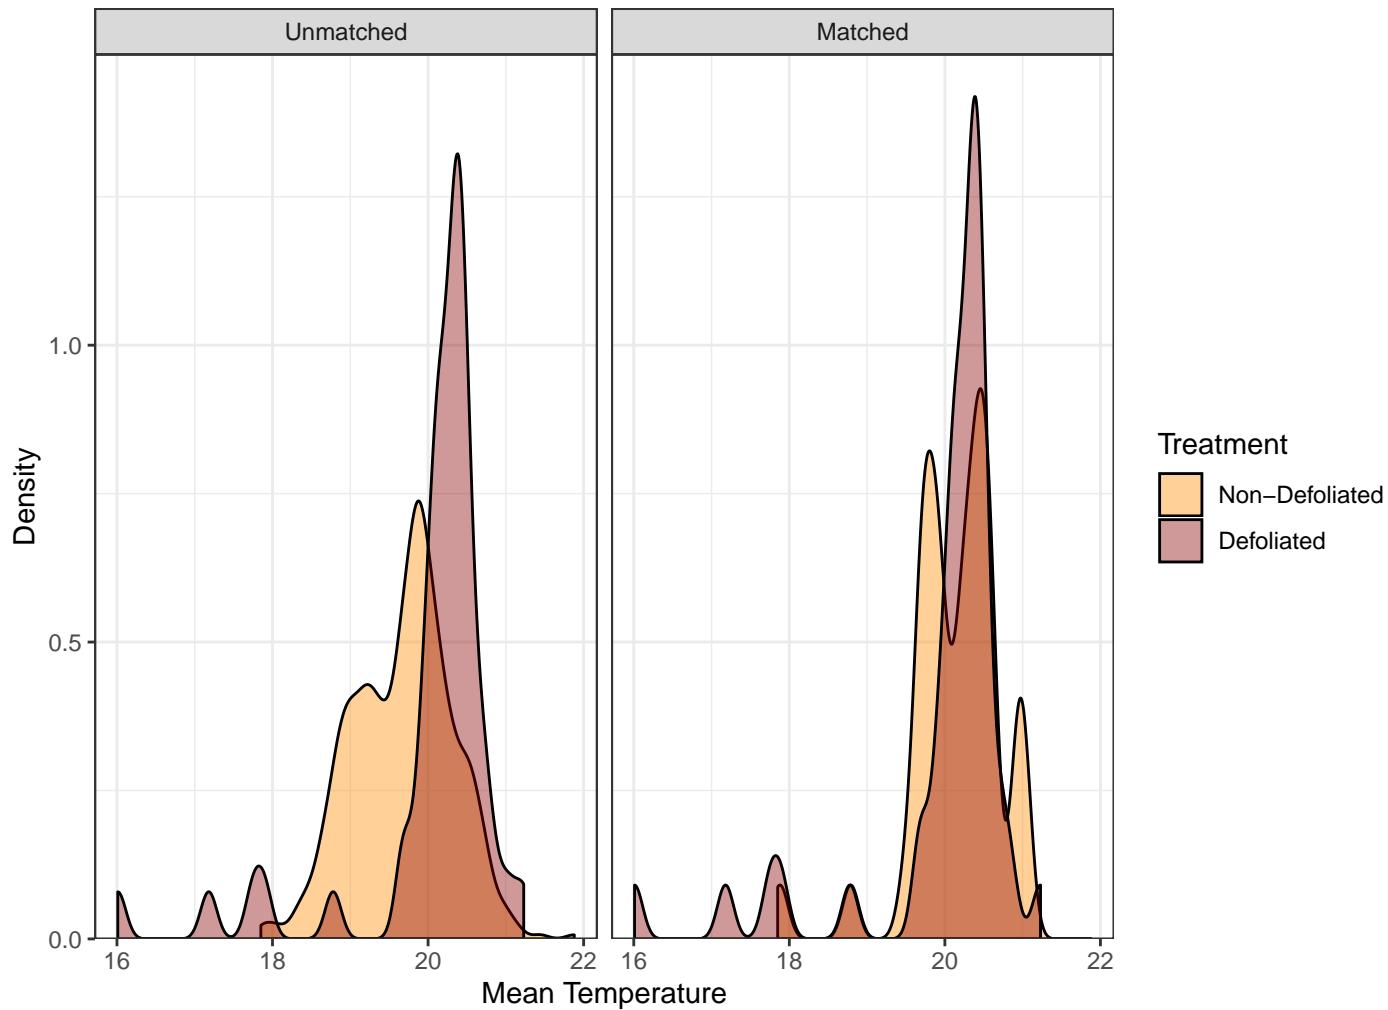 Unmatched
Matched
Density
1.0
0.5
0.0
16
18
20
22
16
18
20
22
Mean Temperature
Treatment
Non−Defoliated
Defoliated